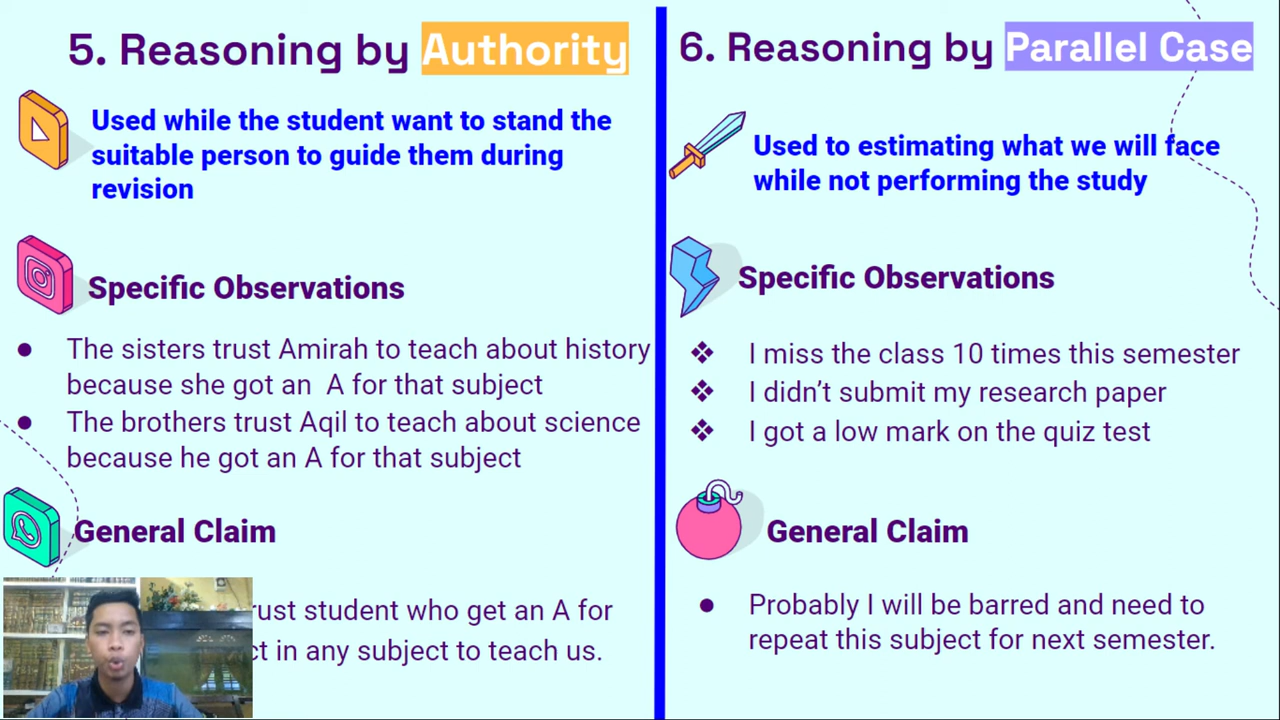 5. Reasoning by Authority
Used while the student want to stand the
suitable person to guide them during
revision
Specific Observations
● The sisters trust Amirah to teach about history
because she got an A for that subject
● The brothers trust Aqil to teach about science
because he got an A for that subject
General Claim
student who get an A for
in any subject to teach us.
6. Reasoning by Parallel Case
Used to estimating what we will face
while not performing the study
Specific Observations
❖ I miss the class 10 times this semester
❖ I didn’t submit my research paper
❖ I got a low mark on the quiz test
General Claim
● Probably I will be barred and need to
repeat this subject for next semester.